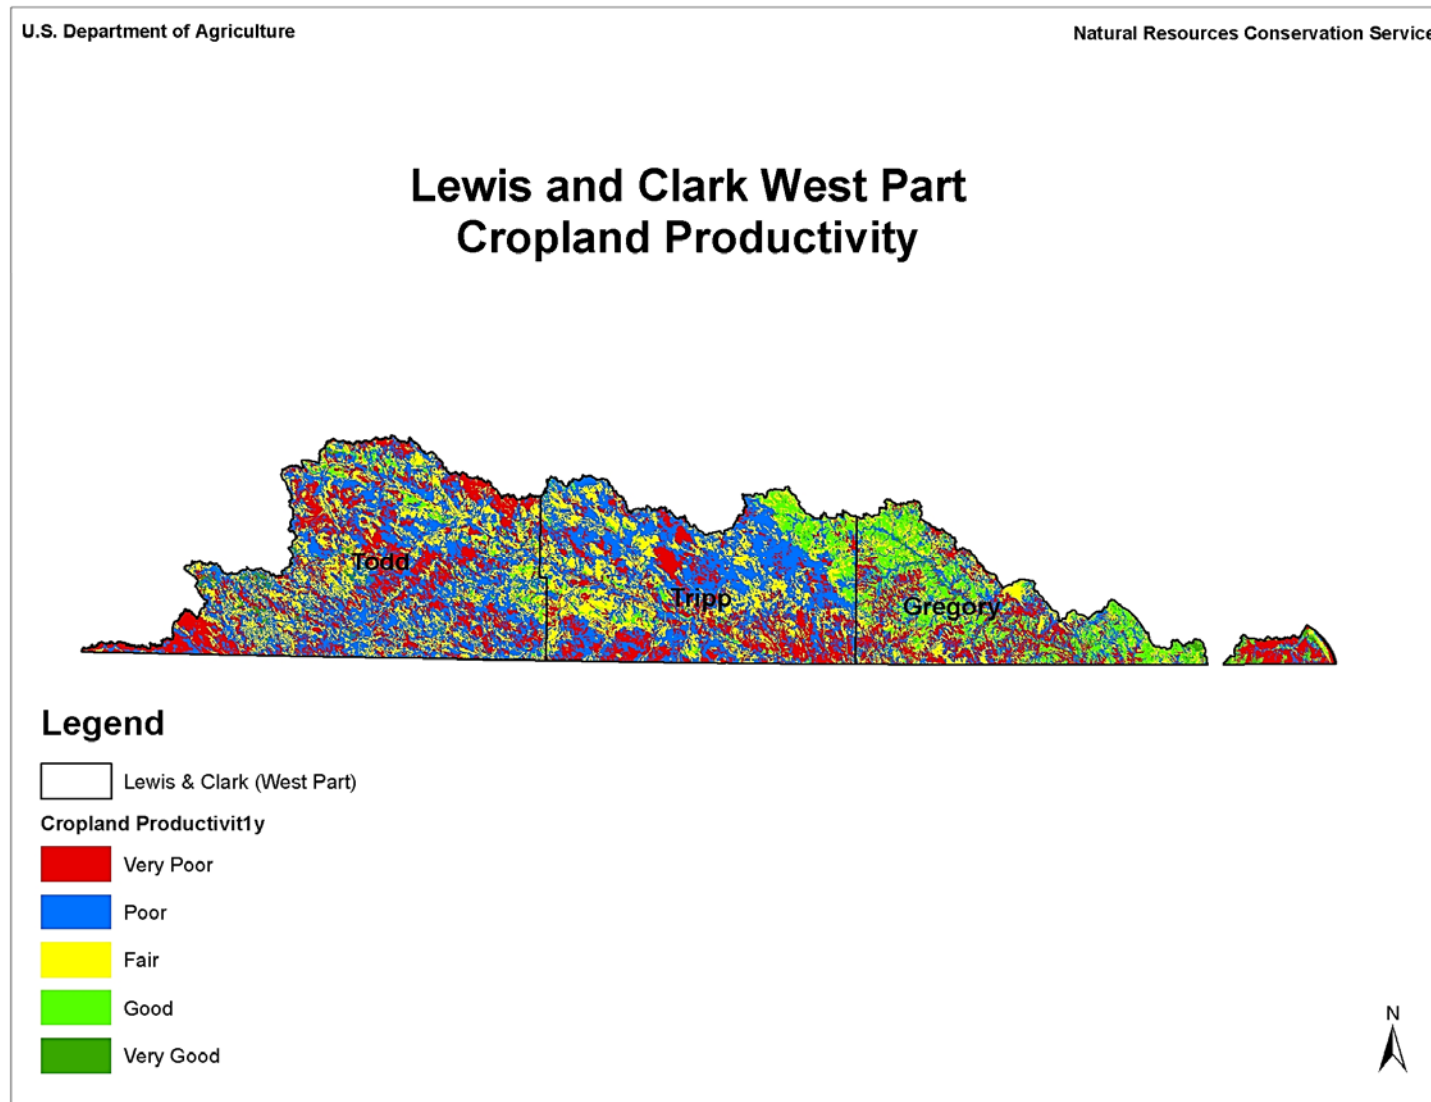 U.S. Department of Agriculture
Natural Resources Conservation Service
Lewis and Clark West Part
Cropland Productivity
Todd
Tripp
Gregory
Legend
Lewis & Clark (West Part)
Cropland Productivit1y
Very Poor
Poor
Fair
Good
Very Good
N